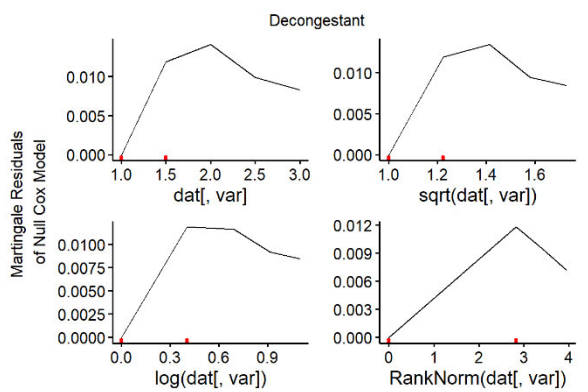 Decongestant
Martingale Residuals
of Null Cox Model
0.010
0.005
0.000
1.0 1.5 2.0 2.5 3.0
dat[, var]
0.010
0.005
0.000
1.0 1.2 1.4 1.6
sqrt(dat[, var])
0.0100
0.0075
0.0050
0.0025
0.0000
0.0 0.3 0.6 0.9
log(dat[, var])
0.012
0.009
0.006
0.003
0.000
0 1 2 3 4
RankNorm(dat[, var])